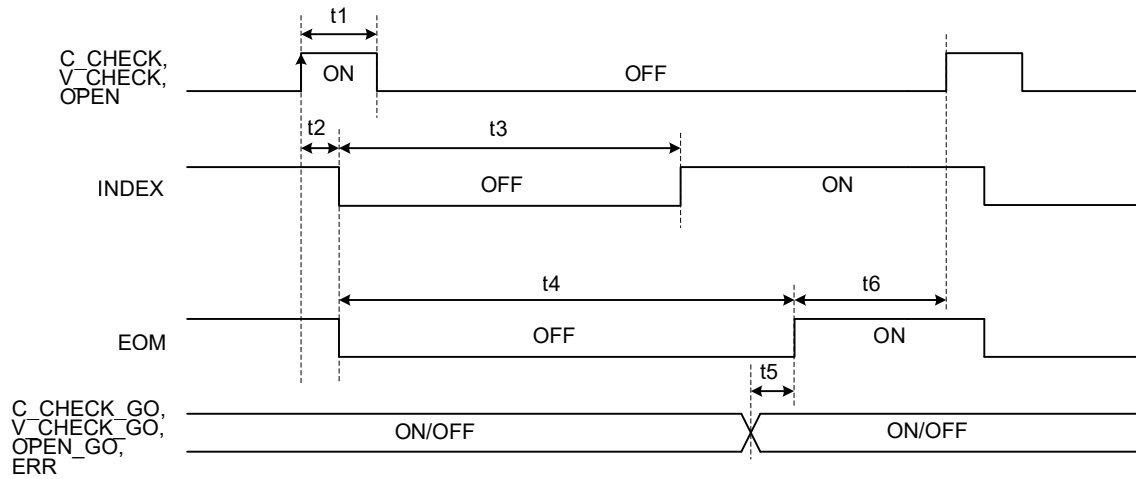 t1
C_CHECK,
V_CHECK,
OPEN
ON
OFF
t2
t3
INDEX
OFF
ON
t4
t6
EOM
OFF
ON
t5
C_CHECK_GO,
V_CHECK_GO,
OPEN_GO,
ERR
ON/OFF
ON/OFF